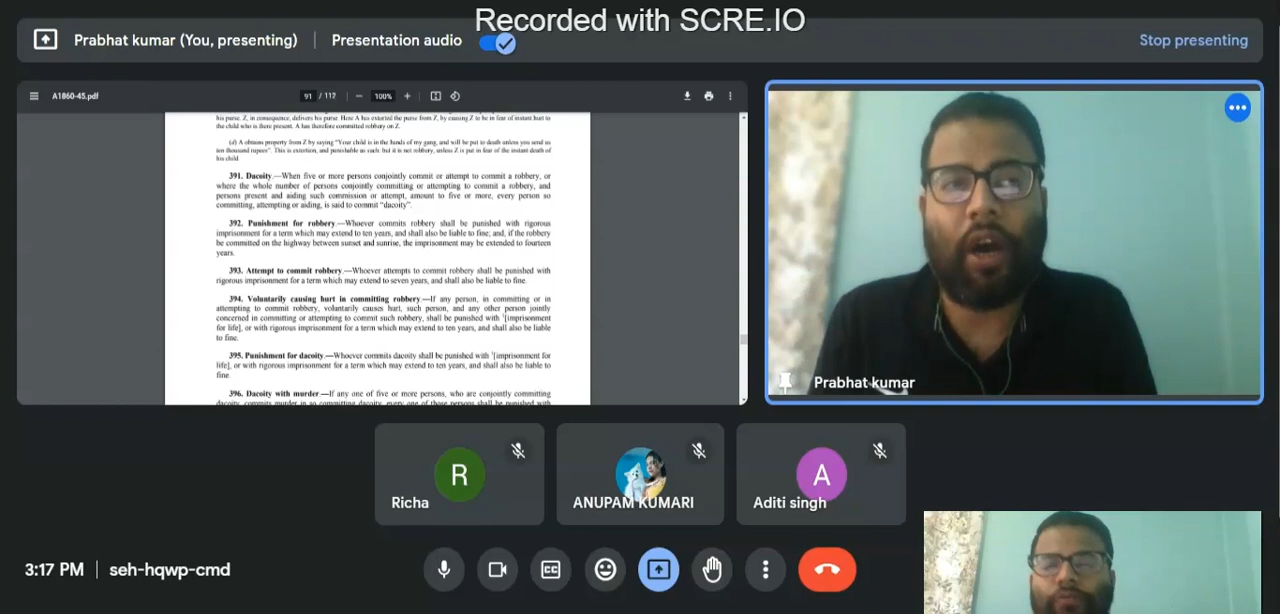 Recorded with SCRE.IO
Prabhat kumar (You, presenting) | Presentation audio
Stop presenting
A1860-45.pdf
91 / 112
100%
his purse. Z, in consequence, delivers his purse. Here A has extorted the purse from Z, by causing Z to be in fear of instant hurt to
the child who is there present. A has therefore committed robbery on Z.
(d) A obtains property from Z by saying “Your child is in the hands of my gang, and will be put to death unless you send us
ten thousand rupees”. This is extortion, and punishable as such: but it is not robbery, unless Z is put in fear of the instant death of
his child.
391. Dacoity.—When five or more persons conjointly commit or attempt to commit a robbery, or
where the whole number of persons conjointly committing or attempting to commit a robbery, and
persons present and aiding such commission or attempt, amount to five or more, every person so
committing, attempting or aiding, is said to commit “dacoity”.
392. Punishment for robbery.—Whoever commits robbery shall be punished with rigorous
imprisonment for a term which may extend to ten years, and shall also be liable to fine; and, if the robbery
be committed on the highway between sunset and sunrise, the imprisonment may be extended to fourteen
years.
393. Attempt to commit robbery.—Whoever attempts to commit robbery shall be punished with
rigorous imprisonment for a term which may extend to seven years, and shall also be liable to fine.
394. Voluntarily causing hurt in committing robbery.—If any person, in committing or in
attempting to commit robbery, voluntarily causes hurt, such person, and any other person jointly
concerned in committing or attempting to commit such robbery, shall be punished with 1[imprisonment
for life], or with rigorous imprisonment for a term which may extend to ten years, and shall also be liable
to fine.
395. Punishment for dacoity.—Whoever commits dacoity shall be punished with 1[imprisonment for
life], or with rigorous imprisonment for a term which may extend to ten years, and shall also be liable to
fine.
396. Dacoity with murder.—If any one of five or more persons, who are conjointly committing
dacoity, commits murder in so committing dacoity, every one of those persons shall be punished with
Prabhat kumar
R
Richa
ANUPAM KUMARI
A
Aditi singh
3:17 PM | seh-hqwp-cmd
CC